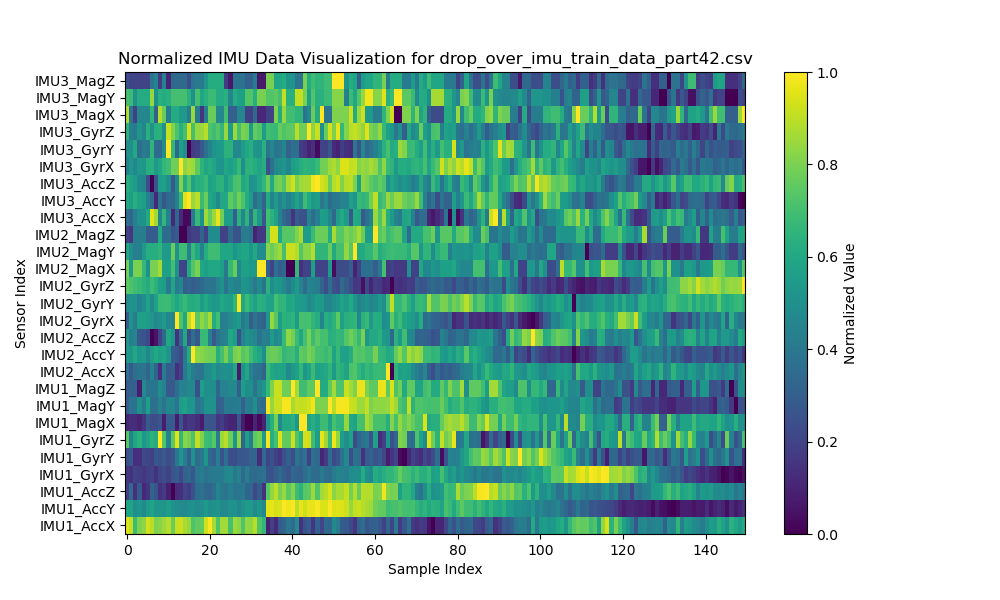 Normalized IMU Data Visualization for drop_over_imu_train_data_part42.csv
IMU3_MagZ
IMU3_MagY
IMU3_MagX
IMU3_GyrZ
IMU3_GyrY
IMU3_GyrX
IMU3_AccZ
IMU3_AccY
IMU3_AccX
IMU2_MagZ
IMU2_MagY
IMU2_MagX
IMU2_GyrZ
IMU2_GyrY
IMU2_GyrX
IMU2_AccZ
IMU2_AccY
IMU2_AccX
IMU1_MagZ
IMU1_MagY
IMU1_MagX
IMU1_GyrZ
IMU1_GyrY
IMU1_GyrX
IMU1_AccZ
IMU1_AccY
IMU1_AccX
Sensor Index
0 20 40 60 80 100 120 140
Sample Index
1.0
0.8
0.6
0.4
0.2
0.0
Normalized Value